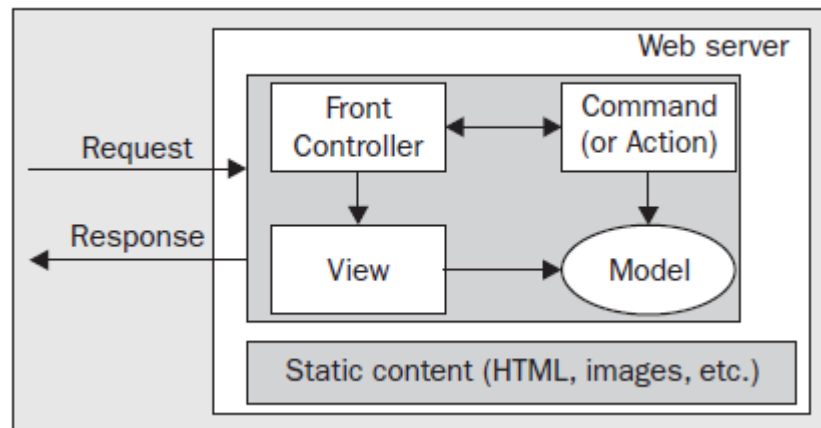 Web server
Front
Controller
Command
(or Action)
Request
Response
View
Model
Static content (HTML, images, etc.)